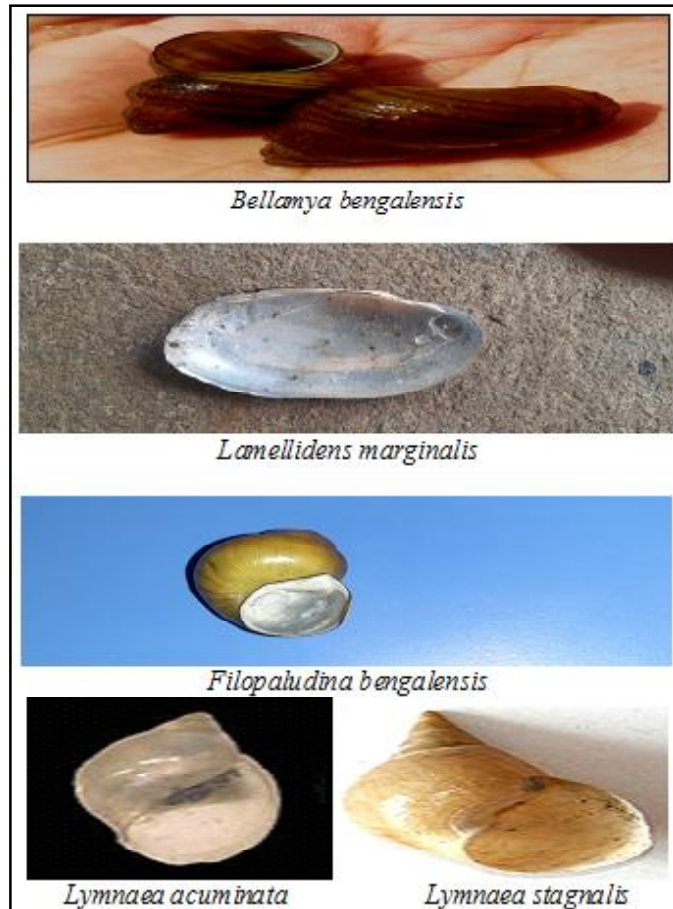 Bellamya bengalensis
Lamellidens marginalis
Filopaludina bengalensis
Lymnaea acuminata
Lymnaea stagnalis